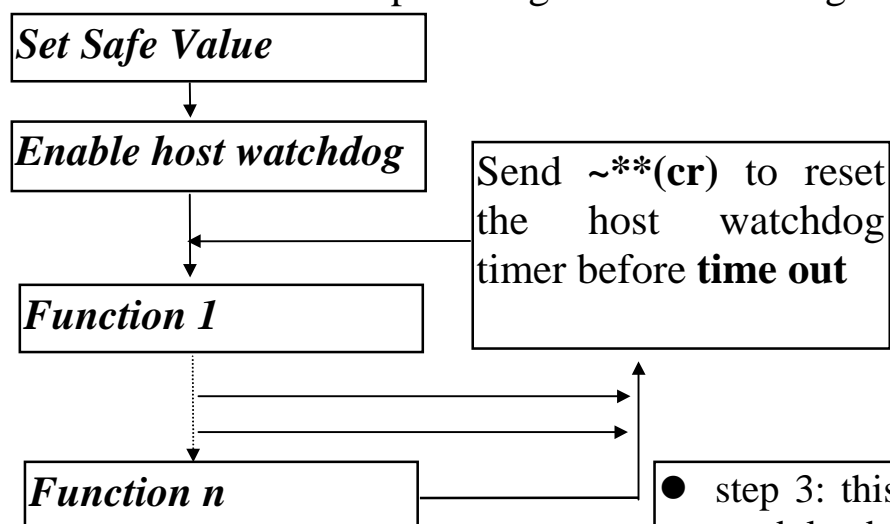 Set Safe Value
Enable host watchdog
Send ~**(cr) to reset
the host watchdog
timer before time out
Function 1
Function n
● step 3: this